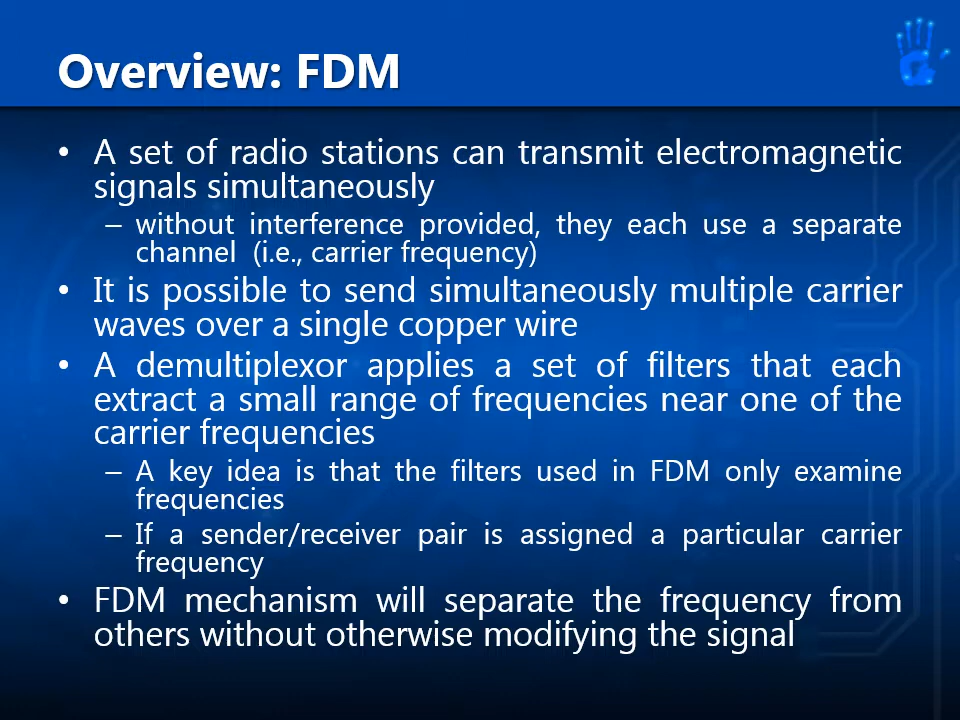 Overview: FDM
• A set of radio stations can transmit electromagnetic
signals simultaneously
– without interference provided, they each use a separate
channel (i.e., carrier frequency)
• It is possible to send simultaneously multiple carrier
waves over a single copper wire
• A demultiplexor applies a set of filters that each
extract a small range of frequencies near one of the
carrier frequencies
– A key idea is that the filters used in FDM only examine
frequencies
– If a sender/receiver pair is assigned a particular carrier
frequency
• FDM mechanism will separate the frequency from
others without otherwise modifying the signal